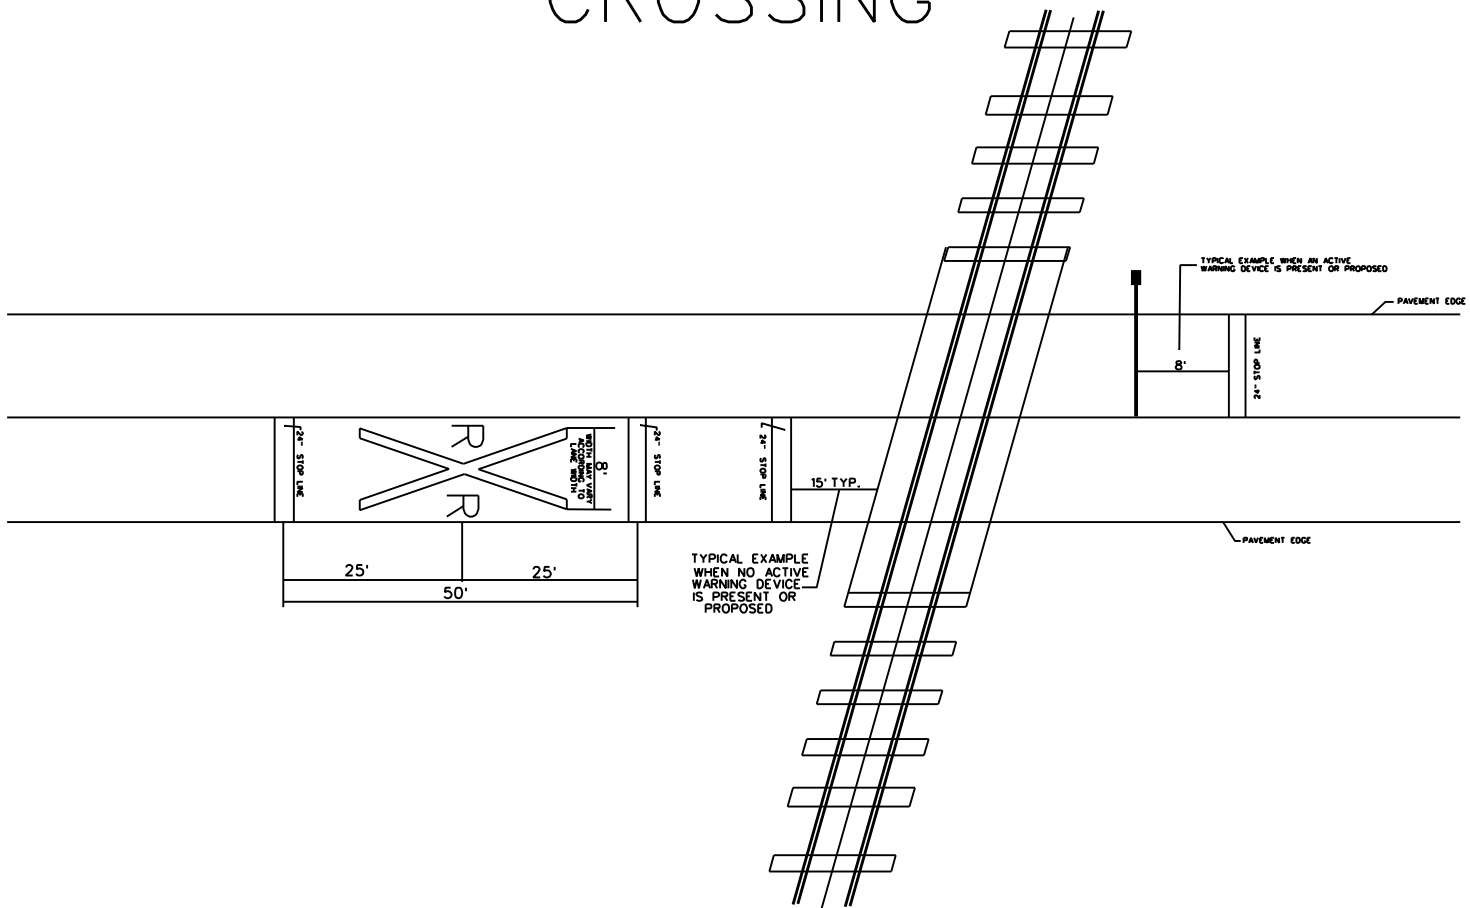 CROSSING
TYPICAL EXAMPLE WHEN AN ACTIVE
WARNING DEVICE IS PRESENT OR PROPOSED
PAVEMENT EDGE
8'
24" STOP LINE
24" STOP LINE
R
R
8'
WIDTH MAY VARY
ACCORDING TO
LANE WIDTH
24" STOP LINE
24" STOP LINE
15' TYP.
PAVEMENT EDGE
TYPICAL EXAMPLE
WHEN NO ACTIVE
WARNING DEVICE
IS PRESENT OR
PROPOSED
25'
25'
50'